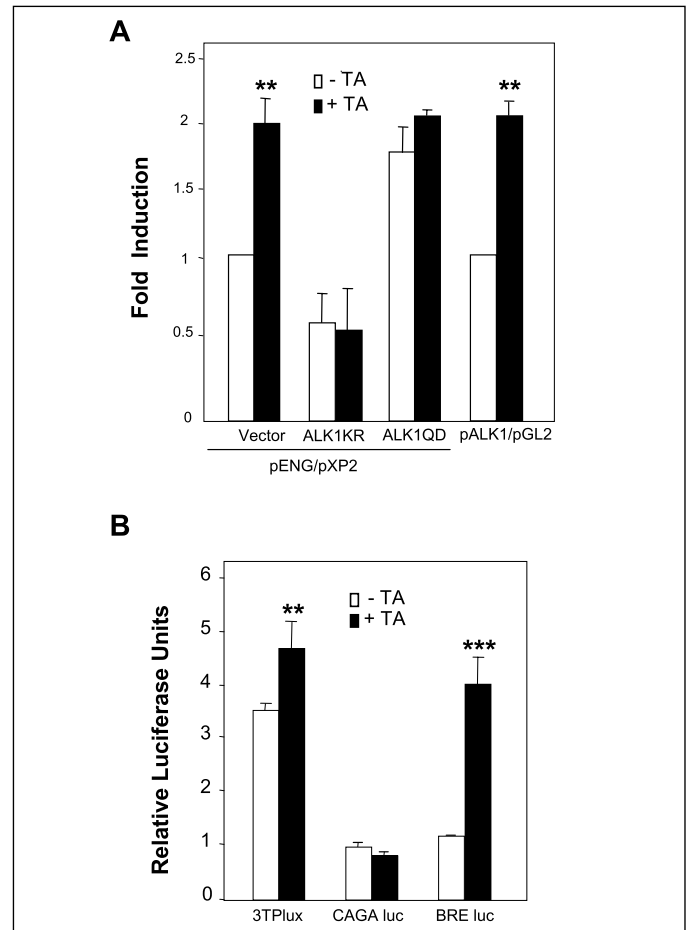 A
2.5
2
1.5
1
0.5
0
Fold Induction
- TA
+ TA
**
**
Vector
ALK1KR
ALK1QD
pALK1/pGL2
pENG/pXP2
B
6
5
4
3
2
1
0
Relative Luciferase Units
- TA
+ TA
**
***
3TPlux
CAGA luc
BRE luc